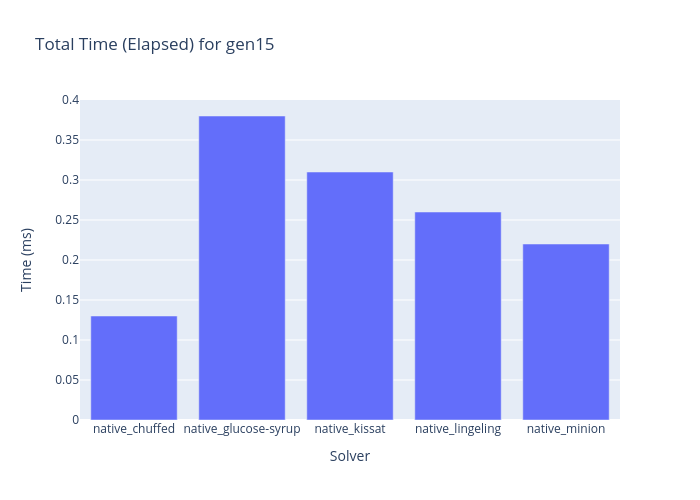 Total Time (Elapsed) for gen15
Time (ms)
0.4
0.35
0.3
0.25
0.2
0.15
0.1
0.05
0
native_chuffed native_glucose-syrup native_kissat native_lingeling native_minion
Solver